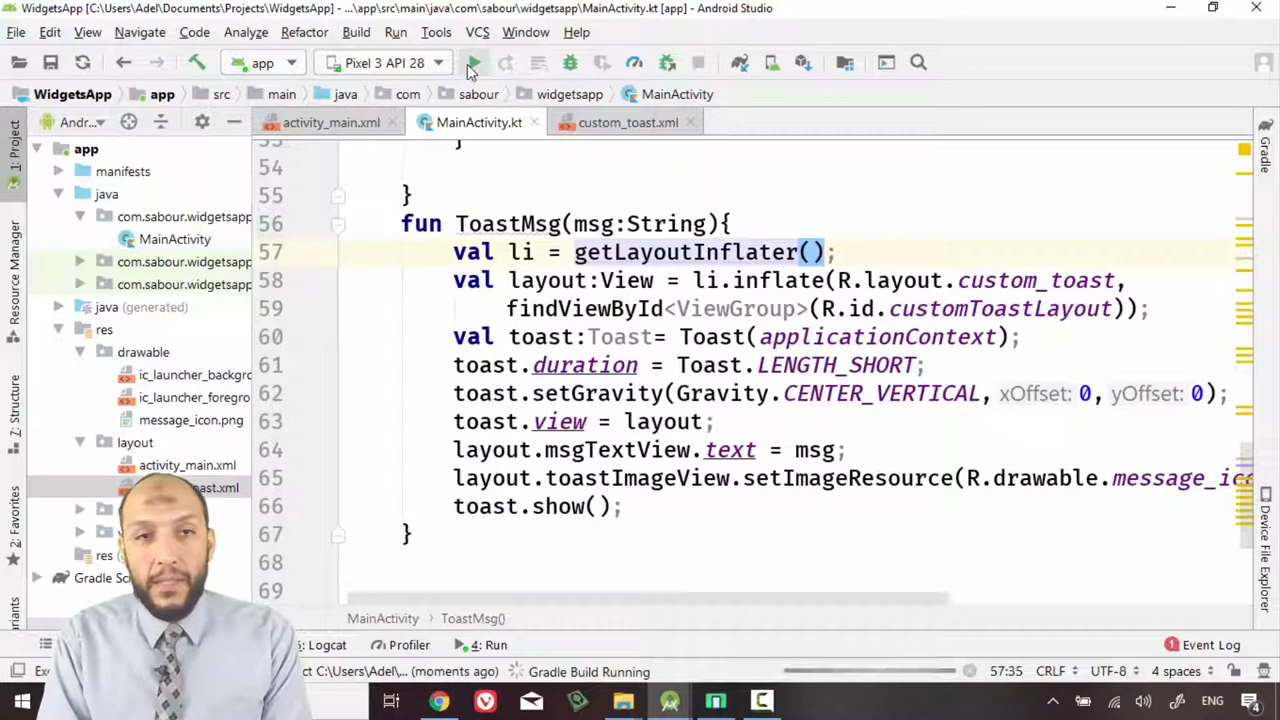 WidgetsApp [C:\Users\Adel\Documents\Projects\WidgetsApp] - ...\app\src\main\java\com\sabour\widgetsapp\MainActivity.kt [app] - Android Studio
File Edit View Navigate Code Analyze Refactor Build Run Tools VCS Window Help
app Pixel 3 API 28
WidgetsApp app src main java com sabour widgetsapp MainActivity
1: Project
Resource Manager
Z: Structure
2: Favorites
Andr...
app
manifests
java
com.sabour.widgetsapp
MainActivity
com.sabour.widgetsapp
com.sabour.widgetsapp
java (generated)
res
drawable
ic_launcher_backgro
ic_launcher_foregro
message_icon.png
layout
activity_main.xml
ast.xml
res
Gradle Sc
activity_main.xml MainActivity.kt custom_toast.xml
53 }
54
55 }
56 fun ToastMsg(msg:String){
57 val li = getLayoutInflater();
58 val layout:View = li.inflate(R.layout.custom_toast,
59 findViewById<ViewGroup>(R.id.customToastLayout));
60 val toast:Toast= Toast(applicationContext);
61 toast.duration = Toast.LENGTH_SHORT;
62 toast.setGravity(Gravity.CENTER_VERTICAL, xOffset: 0, yOffset: 0);
63 toast.view = layout;
64 layout.msgTextView.text = msg;
65 layout.toastImageView.setImageResource(R.drawable.message_ic
66 toast.show();
67 }
68
69
MainActivity ToastMsg()
Gradle
Device File Explorer
Logcat Profiler 4: Run 1 Event Log
ct C:\Users\Adel... (moments ago) Gradle Build Running 57:35 CRLF UTF-8 4 spaces
ENG
4